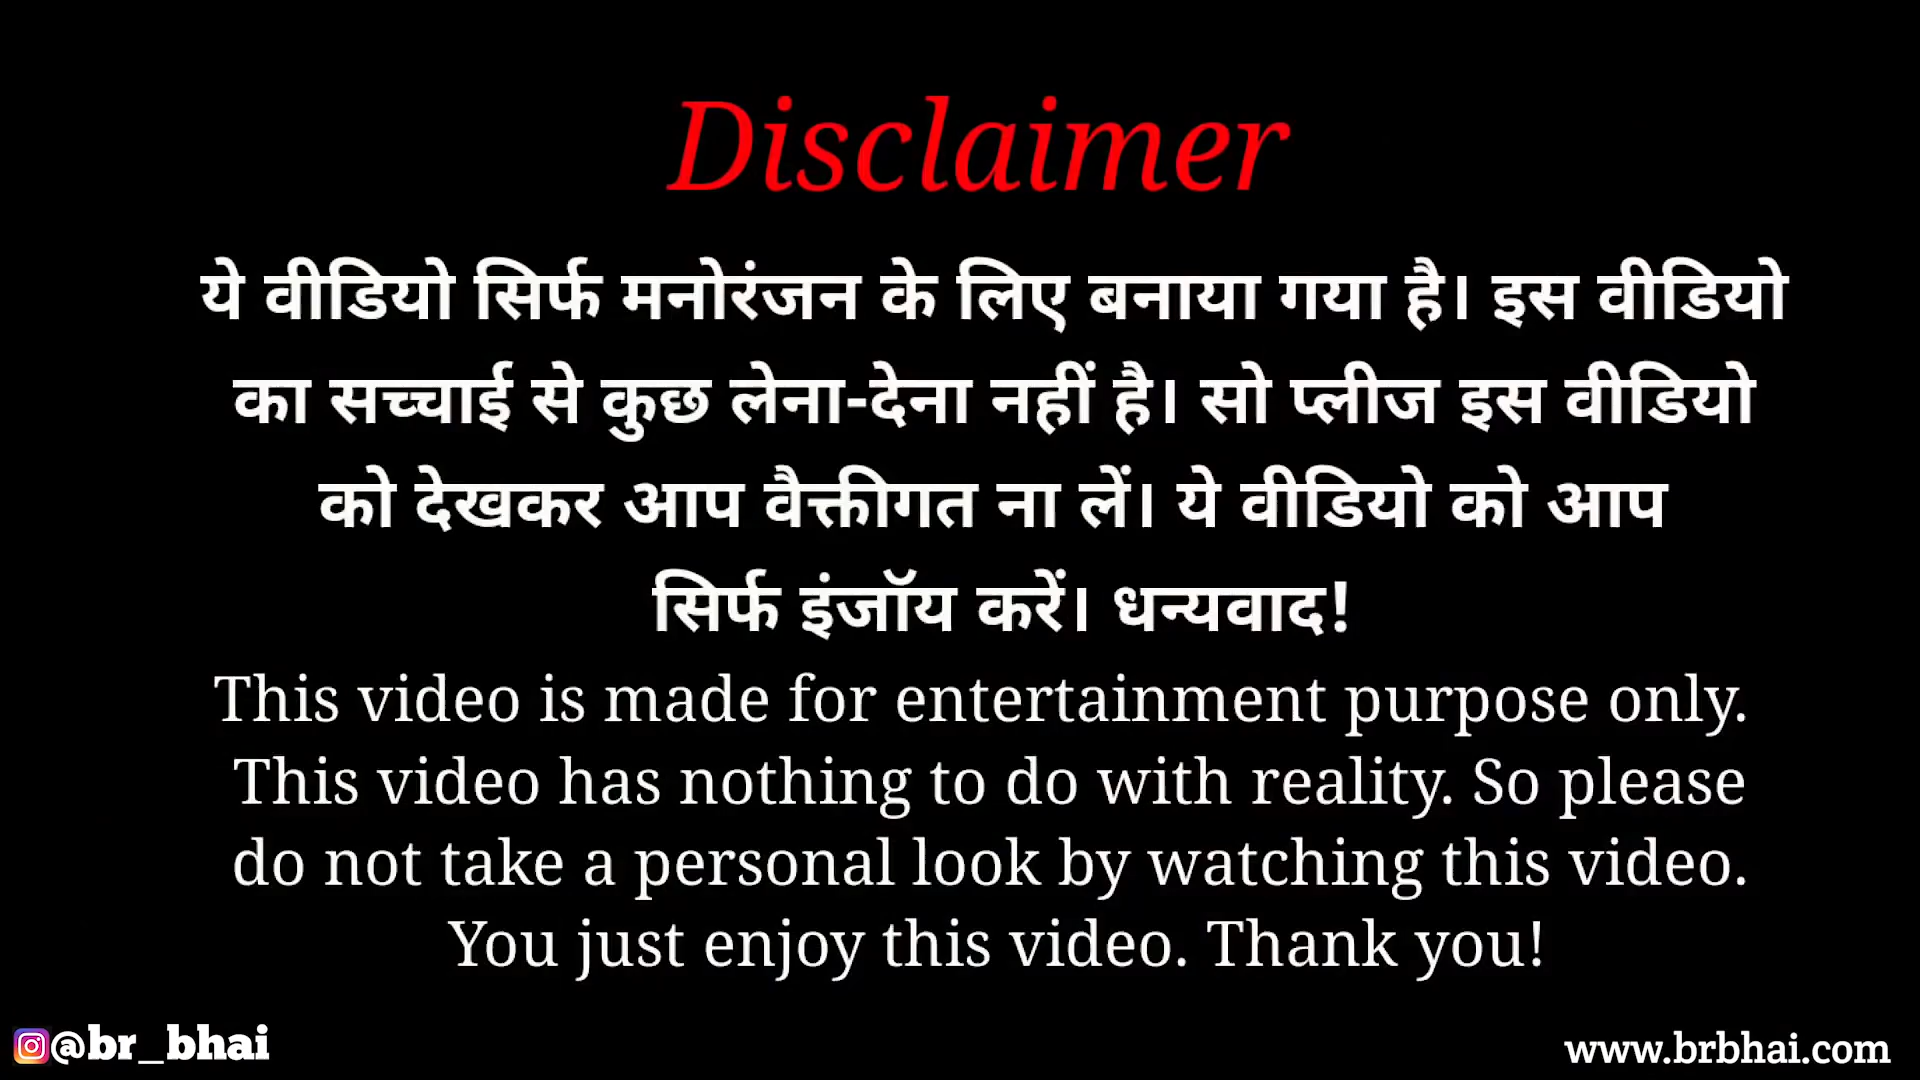 Disclaimer
ये वीडियो सिर्फ मनोरंजन के लिए बनाया गया है। इस वीडियो
का सच्चाई से कुछ लेना-देना नहीं है। सो प्लीज इस वीडियो
को देखकर आप वैक्तीगत ना लें। ये वीडियो को आप
सिर्फ इंजॉय करें। धन्यवाद!
This video is made for entertainment purpose only.
This video has nothing to do with reality. So please
do not take a personal look by watching this video.
You just enjoy this video. Thank you!
@br_bhai
www.brbhai.com